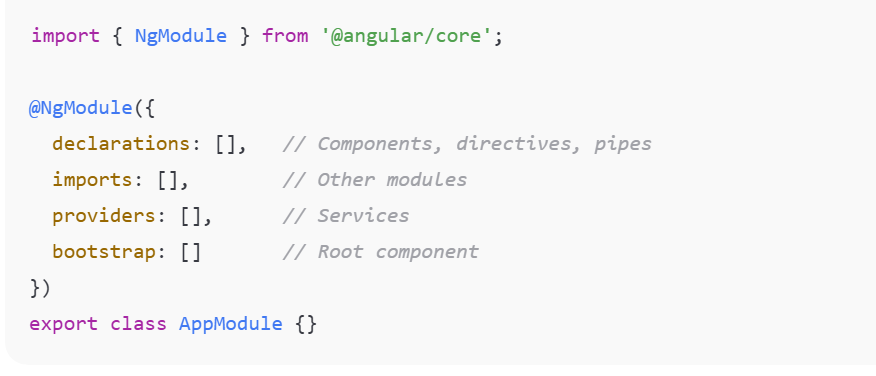 import { NgModule } from '@angular/core';
@NgModule({
  declarations: [],   // Components, directives, pipes
  imports: [],        // Other modules
  providers: [],      // Services
  bootstrap: []       // Root component
})
export class AppModule {}